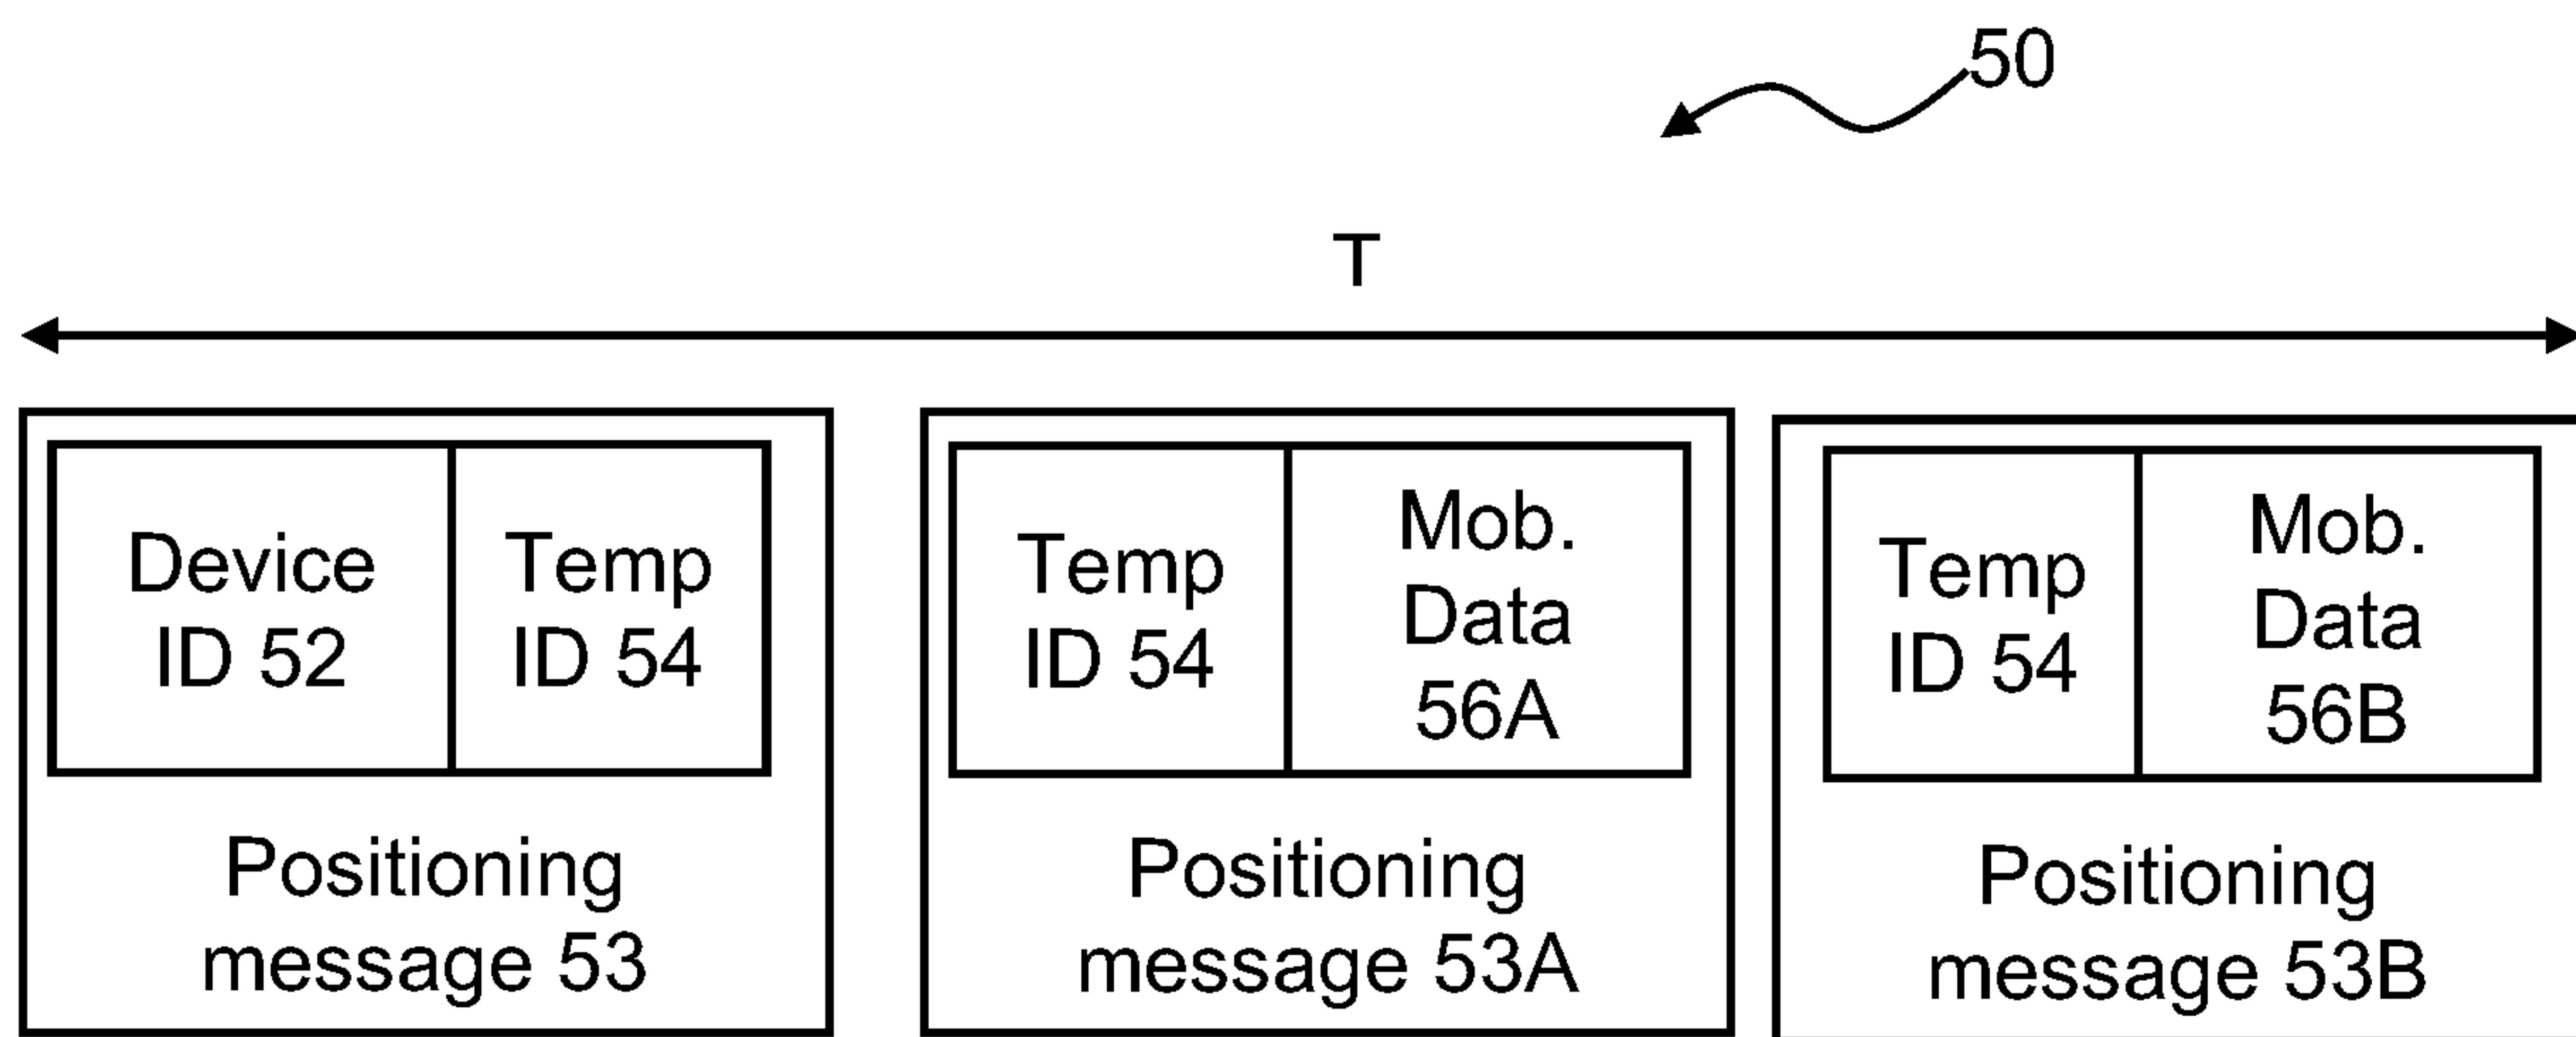 50
T
Device
ID 52
Temp
ID 54
Temp
ID 54
Mob.
Data
56A
Temp
ID 54
Mob.
Data
56B
Positioning
message 53
Positioning
message 53A
Positioning
message 53B